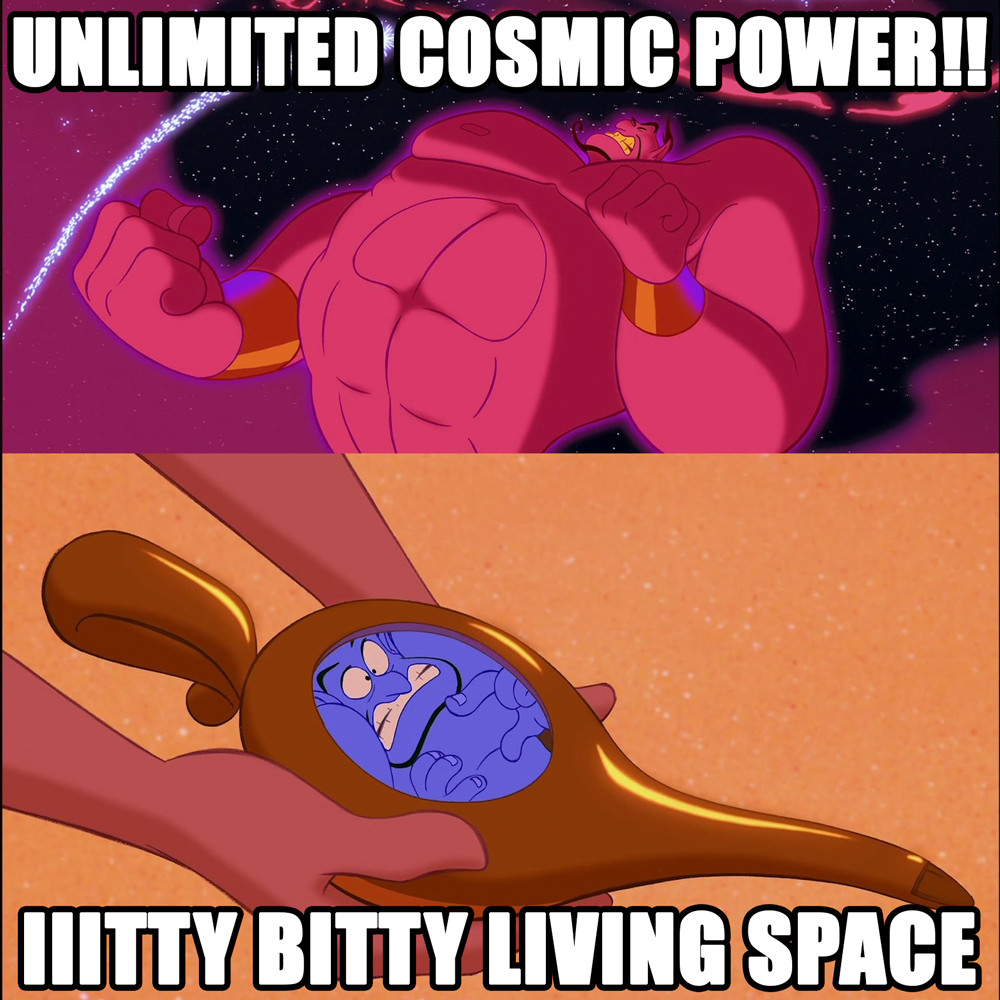 UNLIMITED COSMIC POWER!!
IIITTY BITTY LIVING SPACE